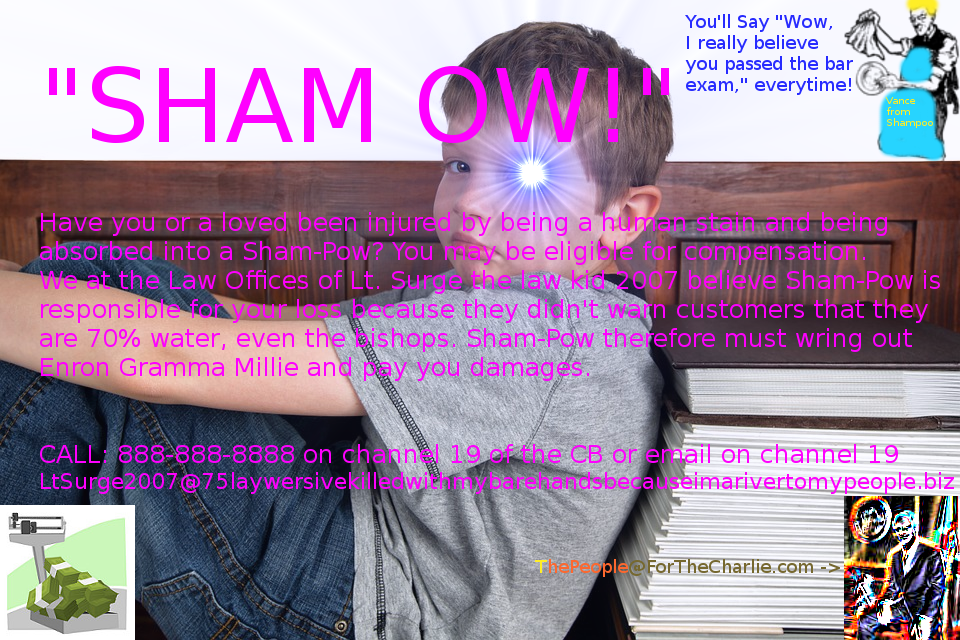 "SHAM OW!"
You'll Say "Wow,
I really believe
you passed the bar
exam," everytime!
Vance
from
Shampoo
Have you or a loved been injured by being a human stain and being
absorbed into a Sham-Pow? You may be eligible for compensation.
We at the Law Offices of Lt. Surge the law kid 2007 believe Sham-Pow is
responsible for your loss because they didn't warn customers that they
are 70% water, even the bishops. Sham-Pow therefore must wring out
Enron Gramma Millie and pay you damages.
CALL: 888-888-8888 on channel 19 of the CB or email on channel 19
LtSurge2007@75laywersivekilledwithmybarehandsbecauseimarivertomypeople.biz
ThePeople@ForTheCharlie.com ->